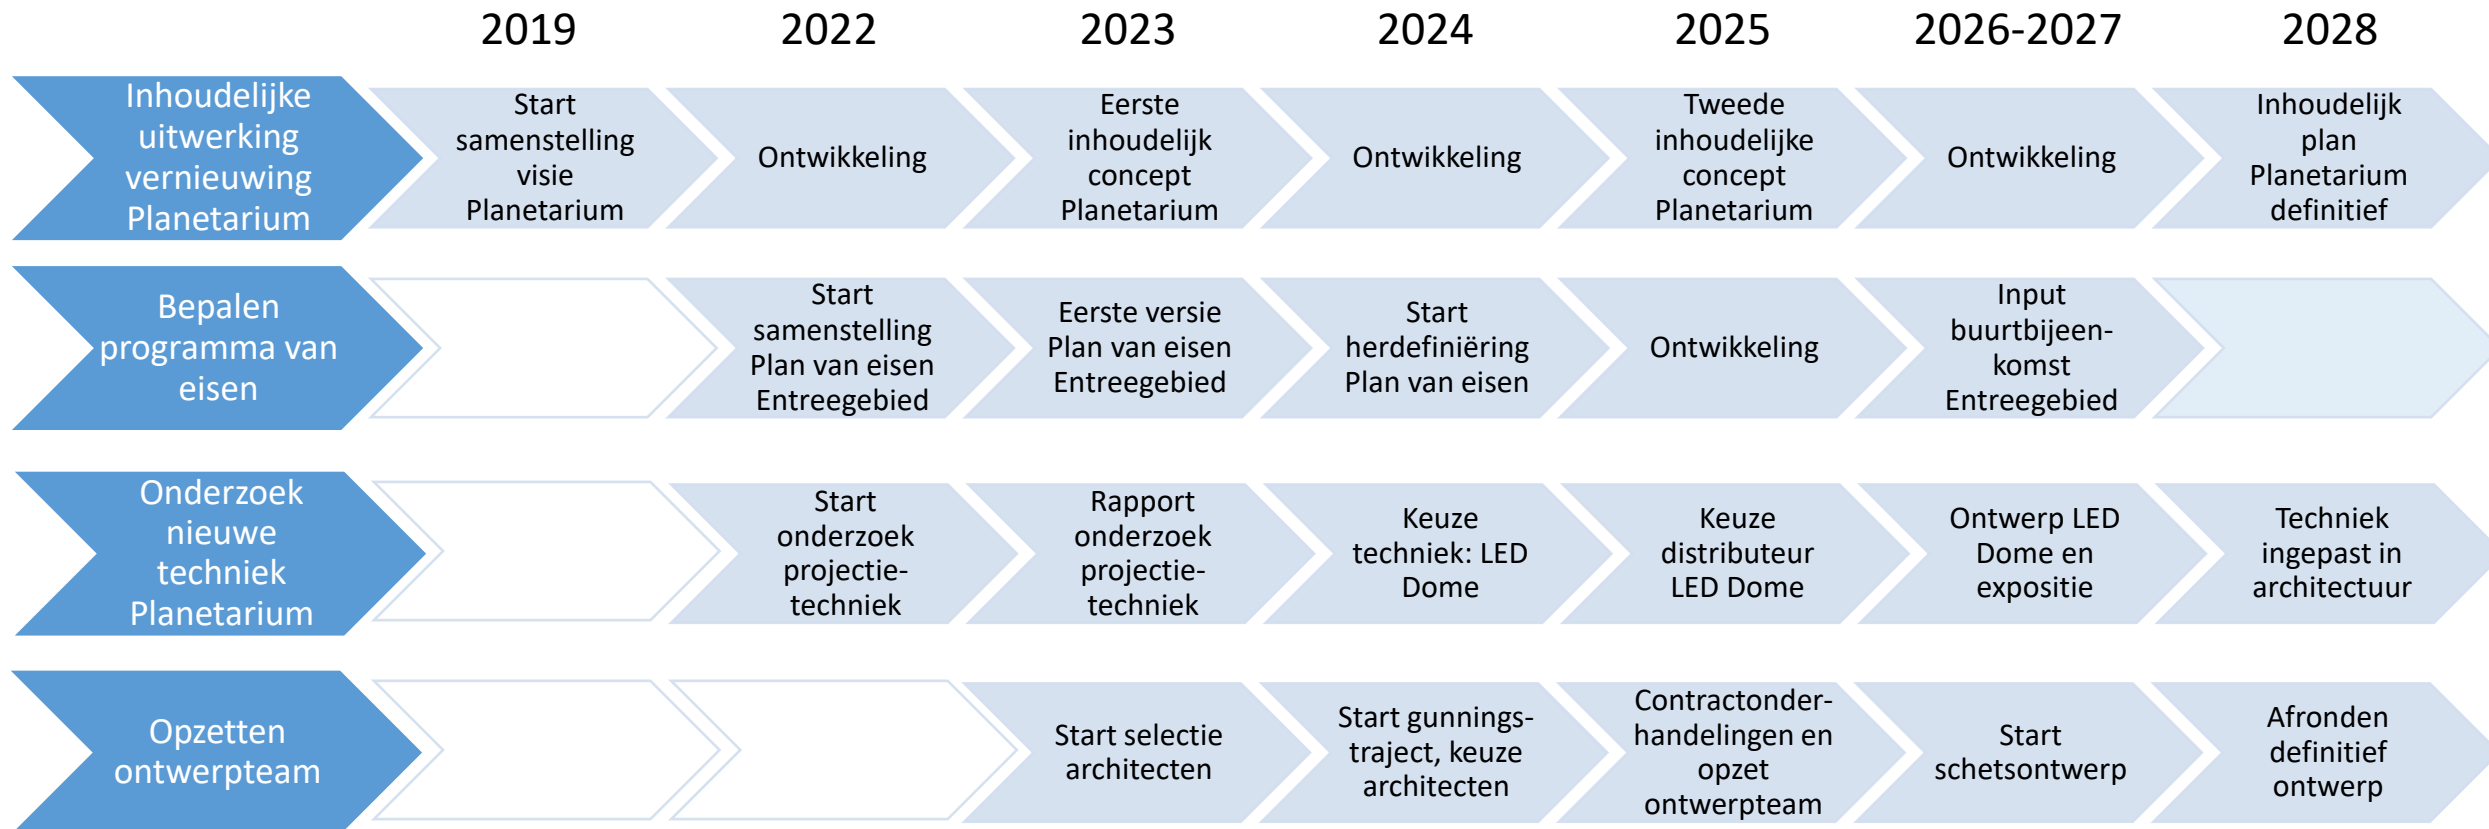 2019 2022 2023 2024 2025 2026-2027 2028
Inhoudelijke
uitwerking
vernieuwing
Planetarium
Start
samenstelling
visie
Planetarium
Ontwikkeling
Eerste
inhoudelijk
concept
Planetarium
Ontwikkeling
Tweede
inhoudelijke
concept
Planetarium
Ontwikkeling
Inhoudelijk
plan
Planetarium
definitief
Bepalen
programma van
eisen
Start
samenstelling
Plan van eisen
Entreegebied
Eerste versie
Plan van eisen
Entreegebied
Start
herdefiniëring
Plan van eisen
Ontwikkeling
Input
buurtbijeen-
komst
Entreegebied
Onderzoek
nieuwe
techniek
Planetarium
Start
onderzoek
projectie-
techniek
Rapport
onderzoek
projectie-
techniek
Keuze
techniek: LED
Dome
Keuze
distributeur
LED Dome
Ontwerp LED
Dome en
expositie
Techniek
ingepast in
architectuur
Opzetten
ontwerpteam
Start selectie
architecten
Start gunnings-
traject, keuze
architecten
Contractonder-
handelingen en
opzet
ontwerpteam
Start
schetsontwerp
Afronden
definitief
ontwerp